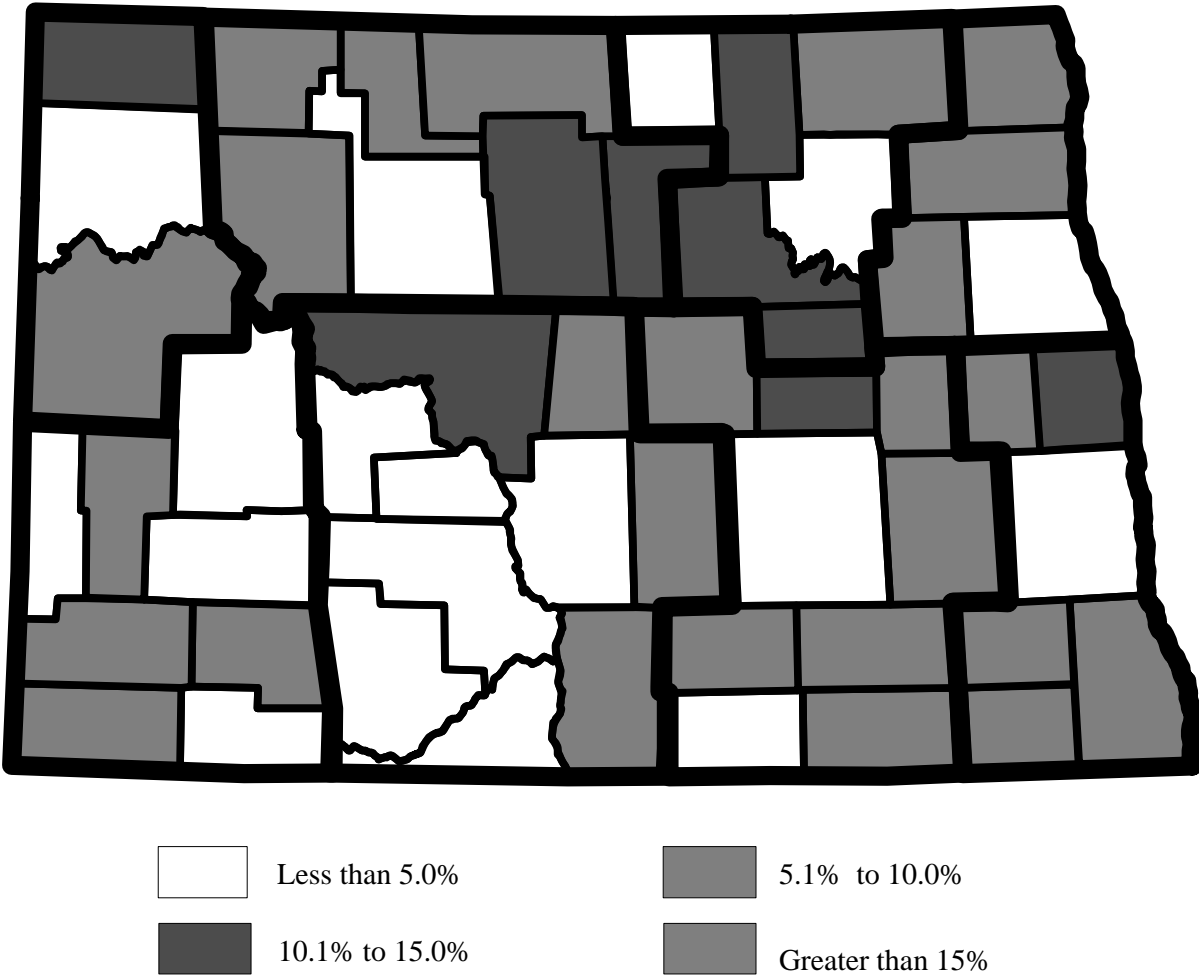 Less than 5.0%
5.1% to 10.0%
10.1% to 15.0%
Greater than 15%